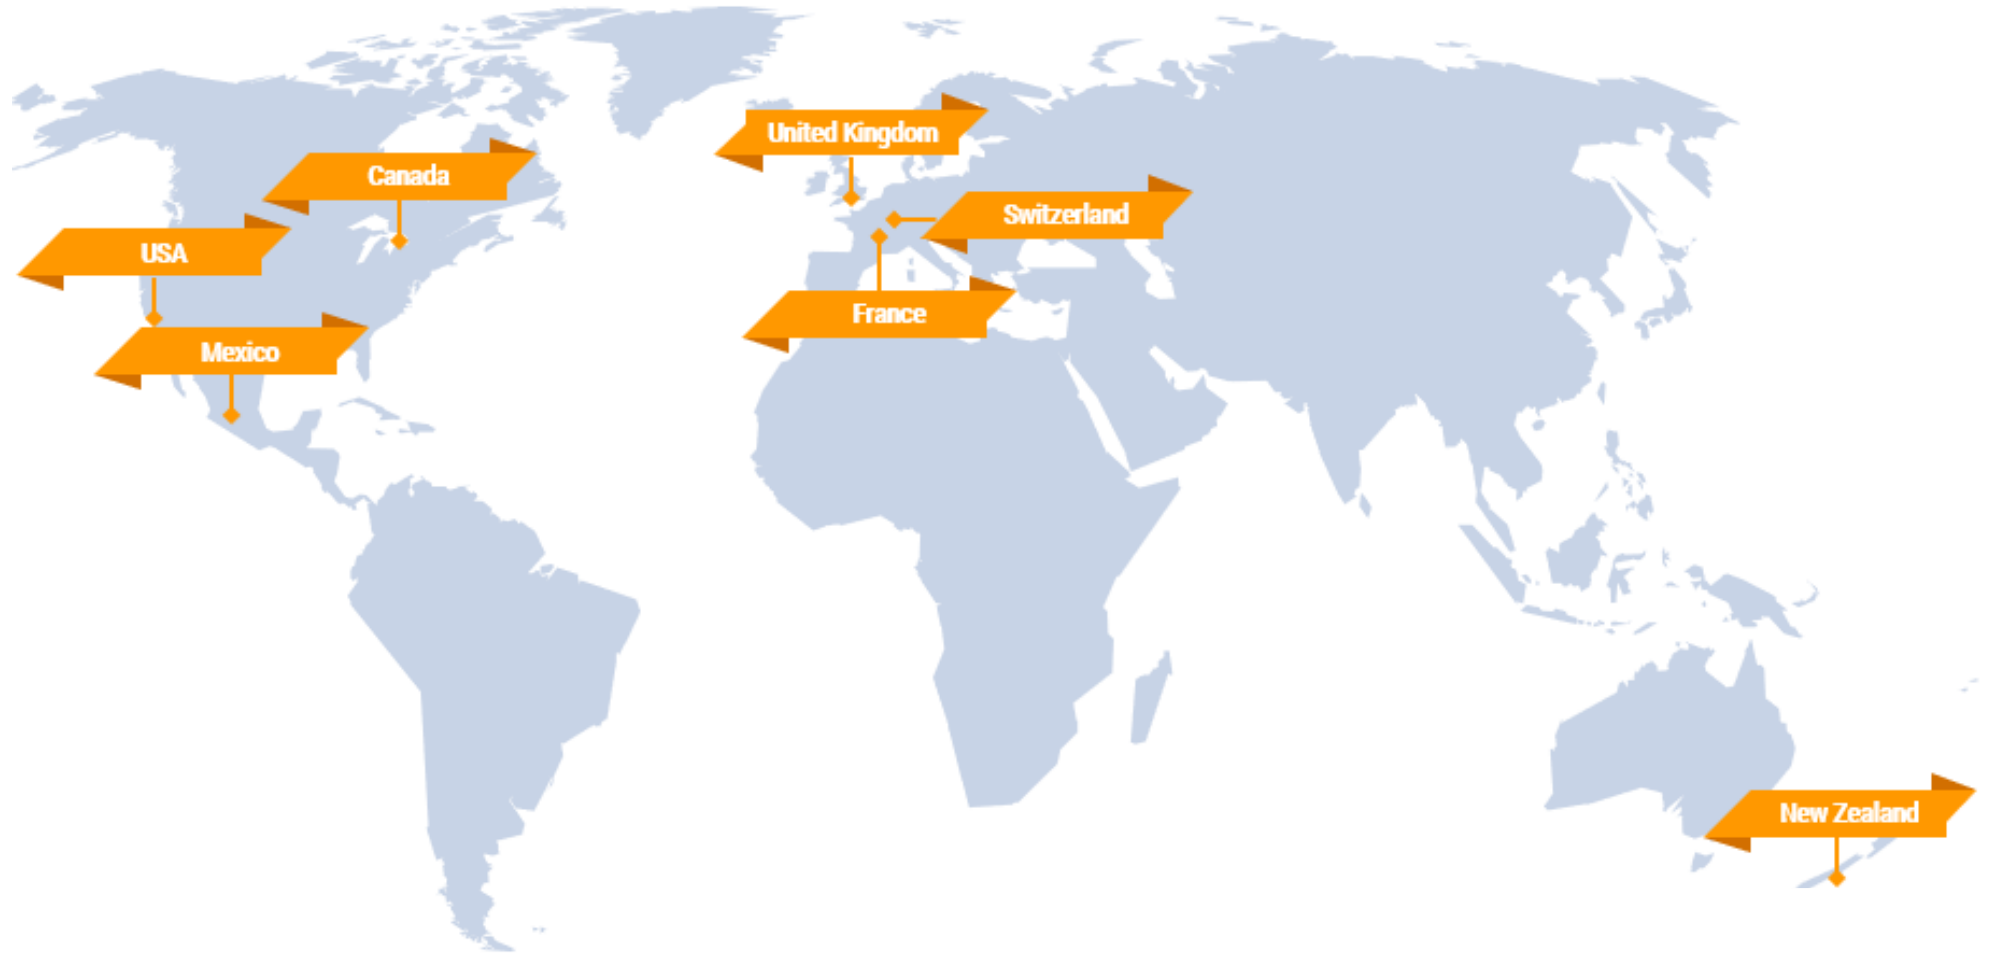 United Kingdom
Canada
Switzerland
USA
France
Mexico
New Zealand